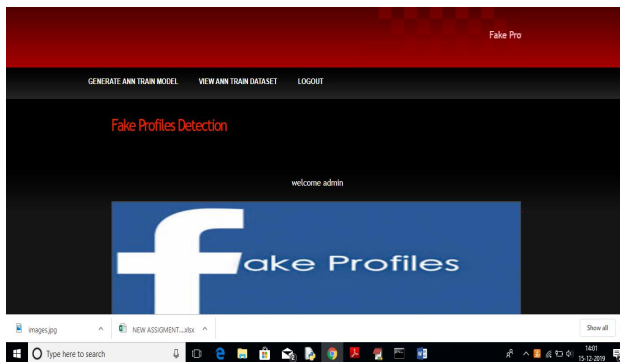 Fake Pro
GENERATE ANN TRAIN MODEL VIEW ANN TRAIN DATASET LOGOUT
Fake Profiles Detection
welcome admin
fake Profiles
images.jpg NEW ASSIGMENT....xlsx Show all
Type here to search 14:01
15-12-2019